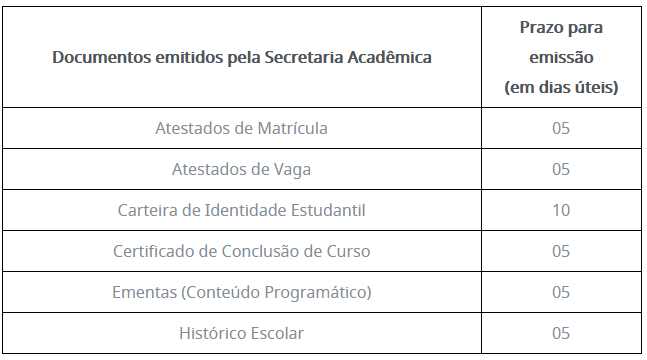 Documentos emitidos pela Secretaria Acadêmica
Prazo para
emissão
(em dias úteis)
Atestados de Matrícula 05
Atestados de Vaga 05
Carteira de Identidade Estudantil 10
Certificado de Conclusão de Curso 05
Ementas (Conteúdo Programático) 05
Histórico Escolar 05